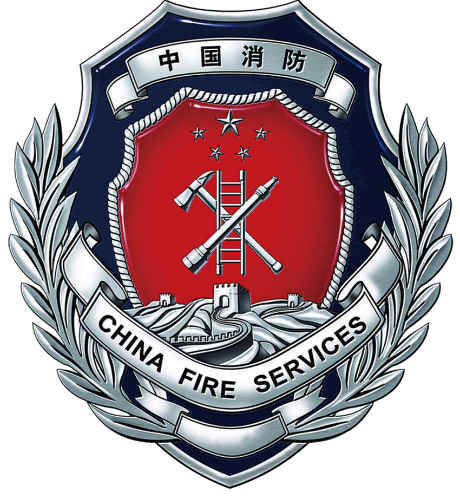 中国消防
CHINA FIRE SERVICES